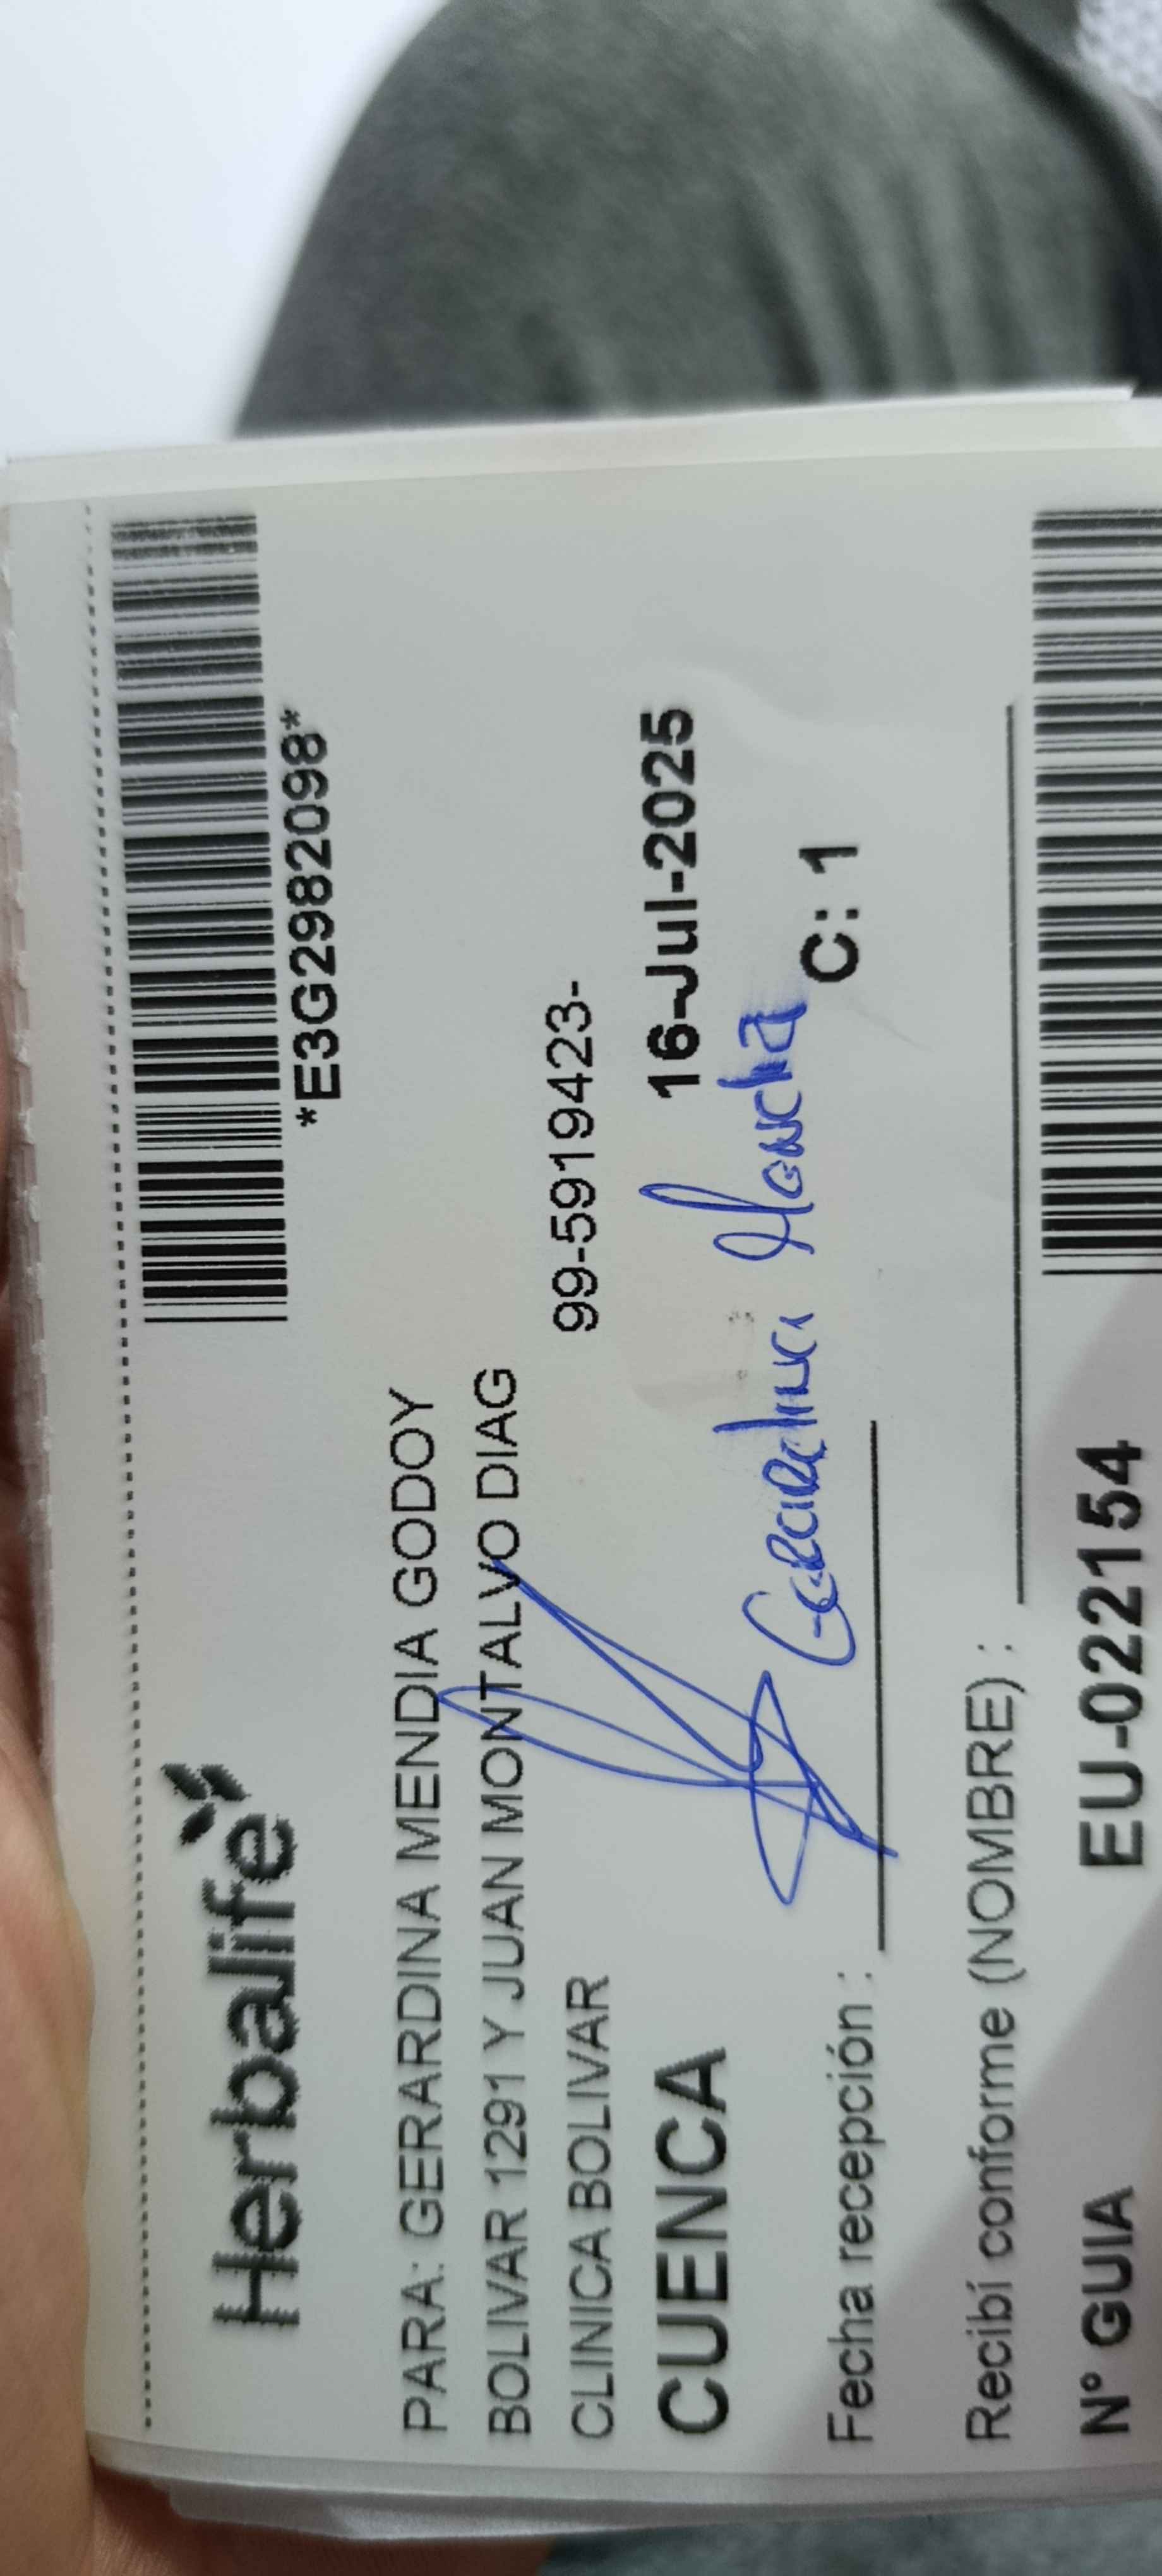 Herbalife
*E3G2982098*
PARA: GERARDINA MENDIA GODOY
BOLIVAR 1291 Y JUAN MONTALVO DIAG
CLINICA BOLIVAR 99-5919423-
CUENCA 16-Jul-2025
C: 1
Fecha recepción :
Recibí conforme (NOMBRE) :
Nº GUIA EU-022154